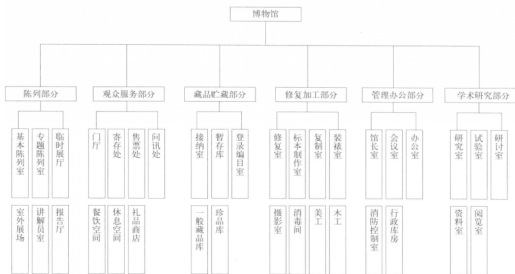 博物馆
陈列部分
观众服务部分
藏品贮藏部分
修复加工部分
管理办公部分
学术研究部分
基本陈列室
专题陈列室
临时展厅
门厅
寄存处
售票处
问讯处
接纳室
暂存库
登录编目室
修复室
标本制作室
复制室
装裱室
馆长室
会议室
办公室
研究室
试验室
研讨室
室外展场
讲解员室
报告厅
餐饮空间
休息空间
礼品商店
一般藏品库
珍品库
摄影室
消毒间
美工
木工
消防控制室
行政库房
资料室
阅览室